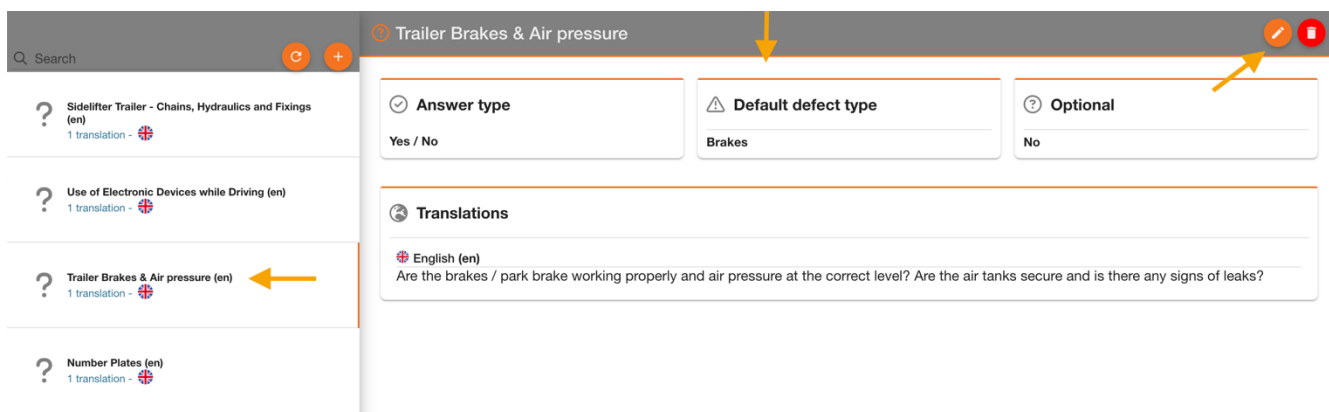 Search
Sidelifter Trailer - Chains, Hydraulics and Fixings
(en)
1 translation -
Use of Electronic Devices while Driving (en)
1 translation -
Trailer Brakes & Air pressure (en)
1 translation -
Number Plates (en)
1 translation -
Trailer Brakes & Air pressure
Answer type
Yes / No
Default defect type
Brakes
Optional
No
Translations
English (en)
Are the brakes / park brake working properly and air pressure at the correct level? Are the air tanks secure and is there any signs of leaks?